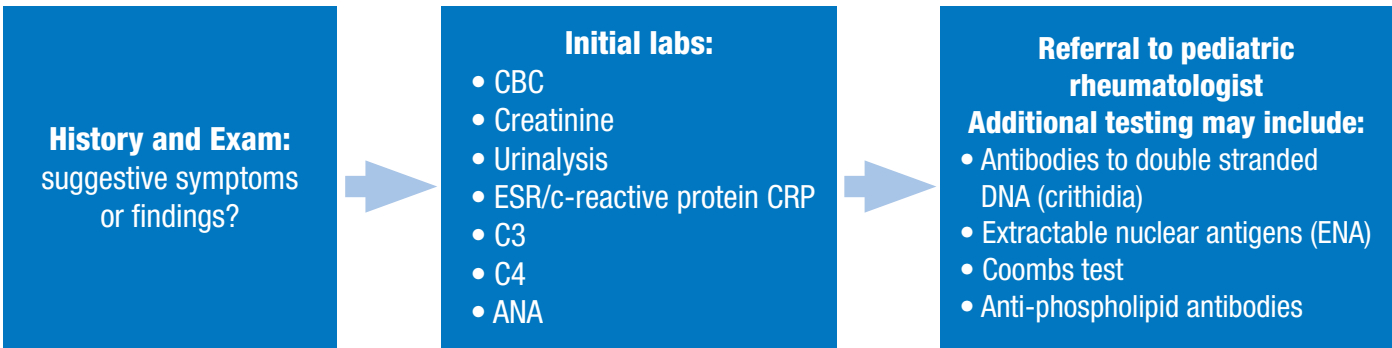 History and Exam:
suggestive symptoms
or findings?
Initial labs:
• CBC
• Creatinine
• Urinalysis
• ESR/c-reactive protein CRP
• C3
• C4
• ANA
Referral to pediatric
rheumatologist
Additional testing may include:
• Antibodies to double stranded
DNA (crithidia)
• Extractable nuclear antigens (ENA)
• Coombs test
• Anti-phospolipid antibodies